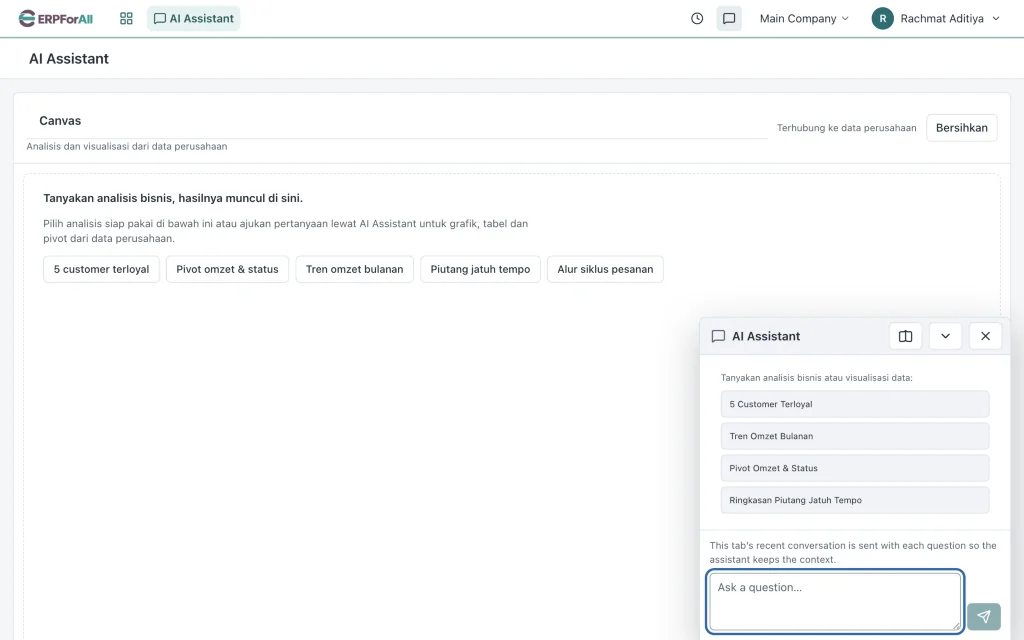 ERPForAll
AI Assistant
Main Company
R
Rachmat Aditiya
AI Assistant
Canvas
Analisis dan visualisasi dari data perusahaan
Terhubung ke data perusahaan
Bersihkan
Tanyakan analisis bisnis, hasilnya muncul di sini.
Pilih analisis siap pakai di bawah ini atau ajukan pertanyaan lewat AI Assistant untuk grafik, tabel dan
pivot dari data perusahaan.
5 customer terloyal
Pivot omzet & status
Tren omzet bulanan
Piutang jatuh tempo
Alur siklus pesanan
AI Assistant
Tanyakan analisis bisnis atau visualisasi data:
5 Customer Terloyal
Tren Omzet Bulanan
Pivot Omzet & Status
Ringkasan Piutang Jatuh Tempo
This tab's recent conversation is sent with each question so the
assistant keeps the context.
Ask a question...